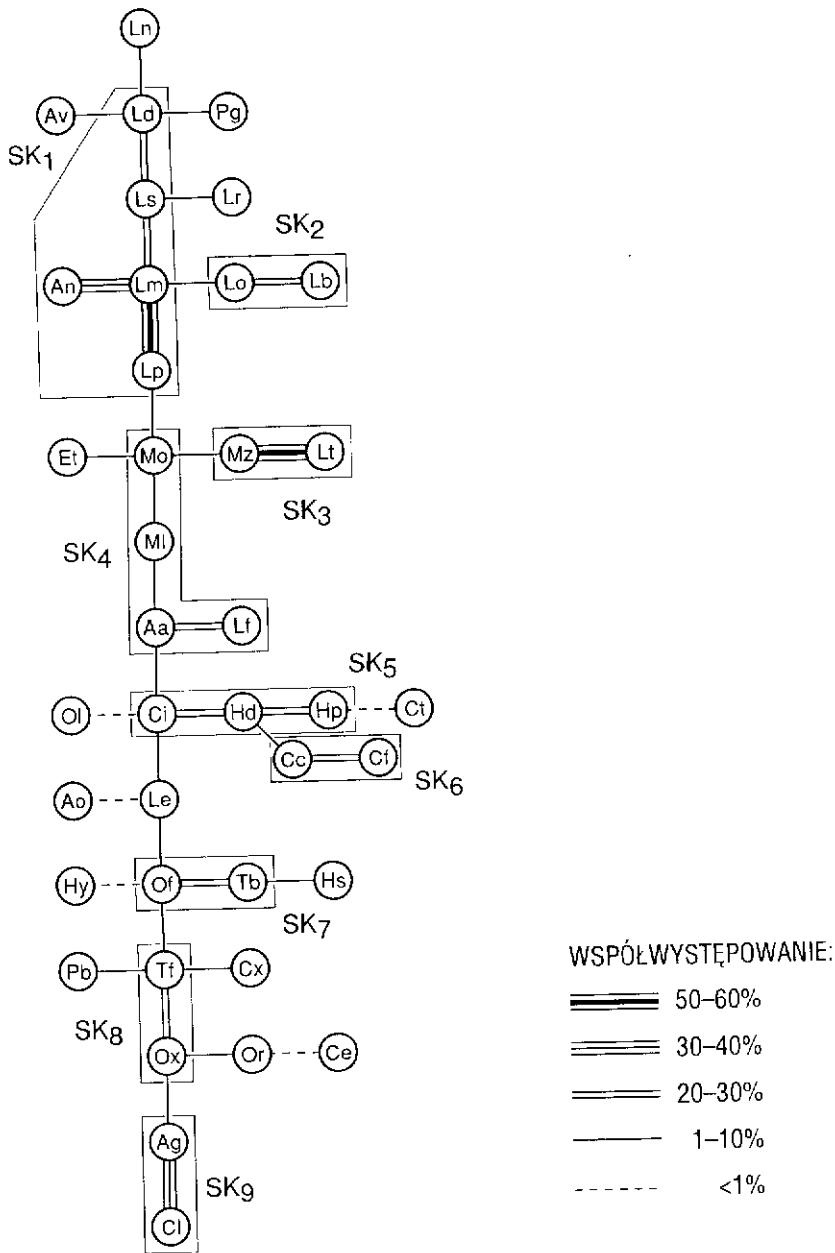 Ln
Av Ld Pg
SK1
Ls Lr
SK2
An Lm Lo Lb
Lp
Et Mo Mz Lt
SK3
Ml
SK4
Aa Lf
SK5
Ol Ci Hd Hp Ct
Cc Cf
SK6
Ao Le
Hy Of Tb Hs
SK7
Pb Tf Cx
SK8
Ox Or Ce
Ag
SK9
Cl
WSPÓŁWYSTĘPOWANIE:
50–60%
30–40%
20–30%
1–10%
<1%